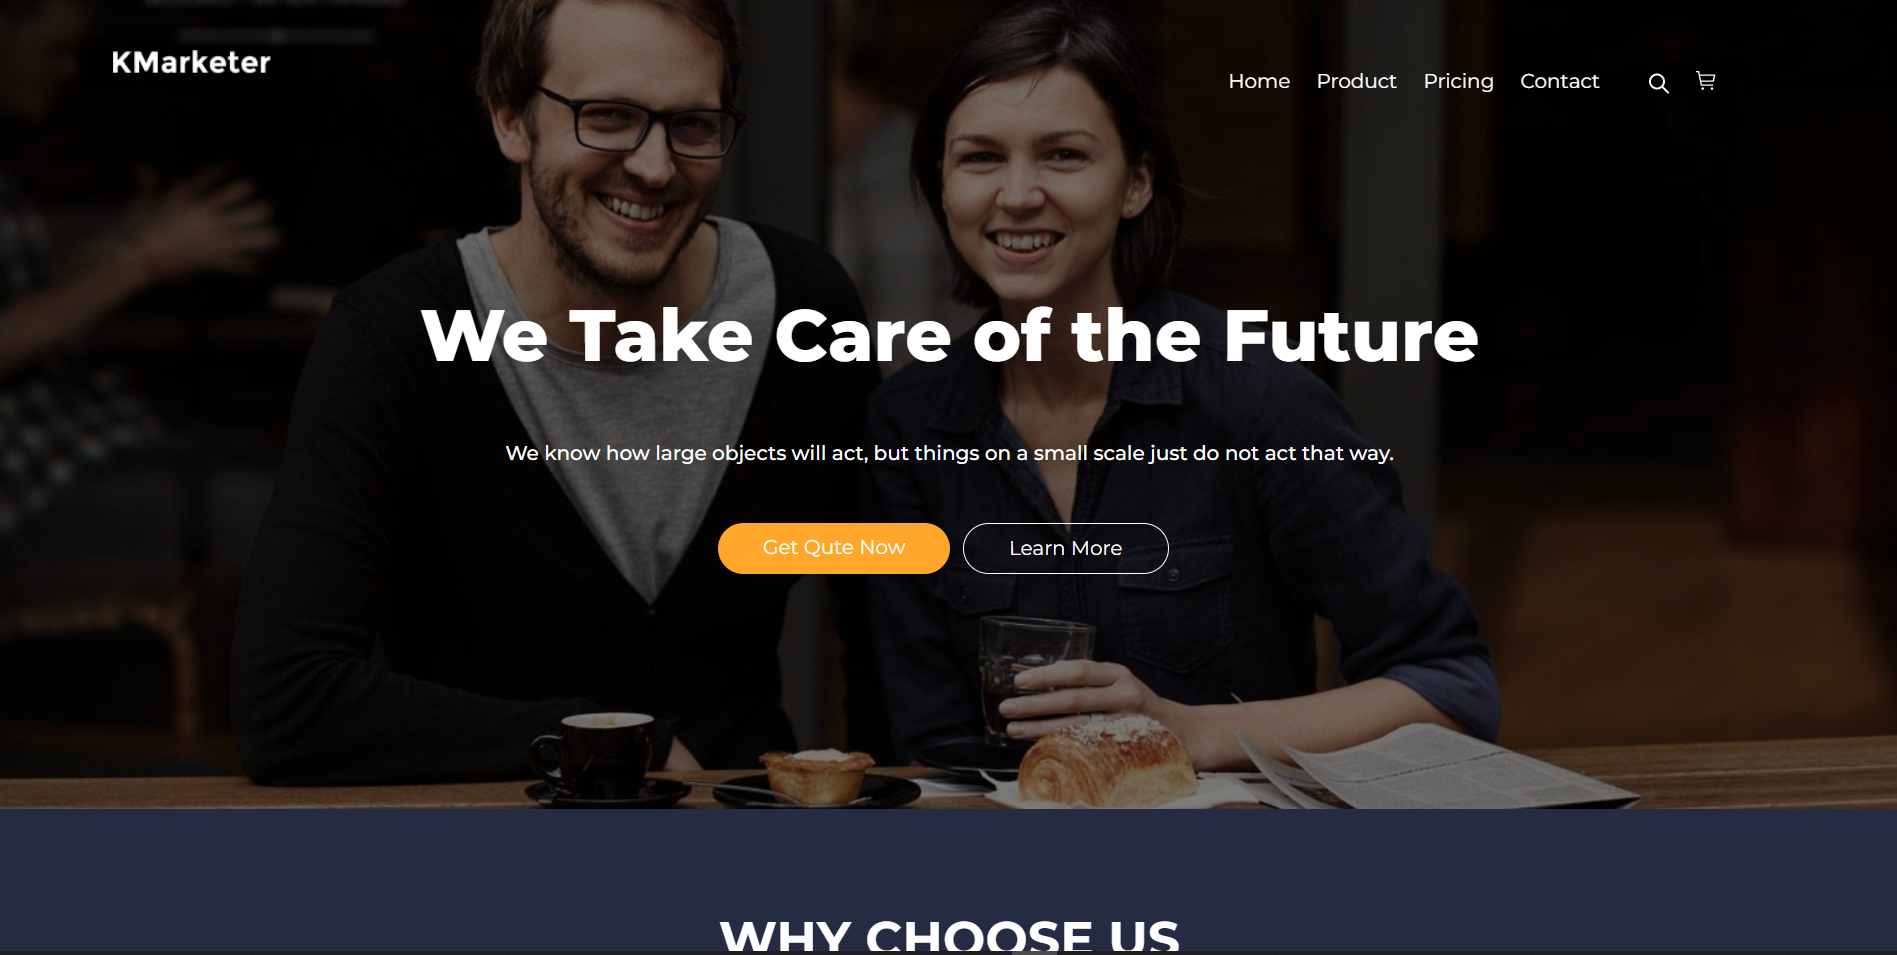 KMarketer
Home Product Pricing Contact
We Take Care of the Future
We know how large objects will act, but things on a small scale just do not act that way.
Get Qute Now
Learn More
WHY CHOOSE US